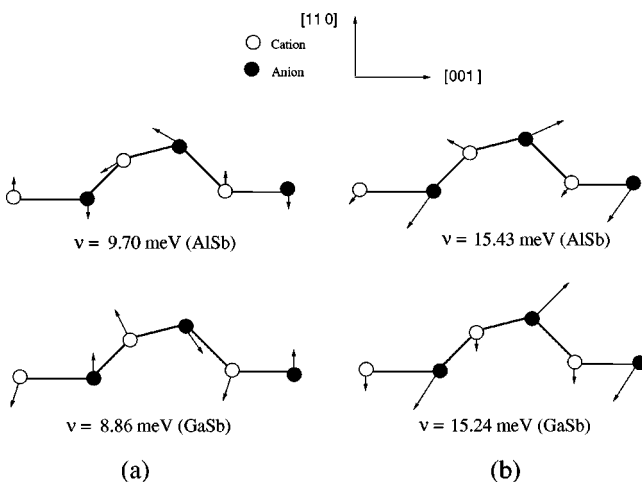 [11 0]
Cation
Anion
[001 ]
ν = 9.70 meV (AlSb)
ν = 15.43 meV (AlSb)
ν = 8.86 meV (GaSb)
ν = 15.24 meV (GaSb)
(a)
(b)